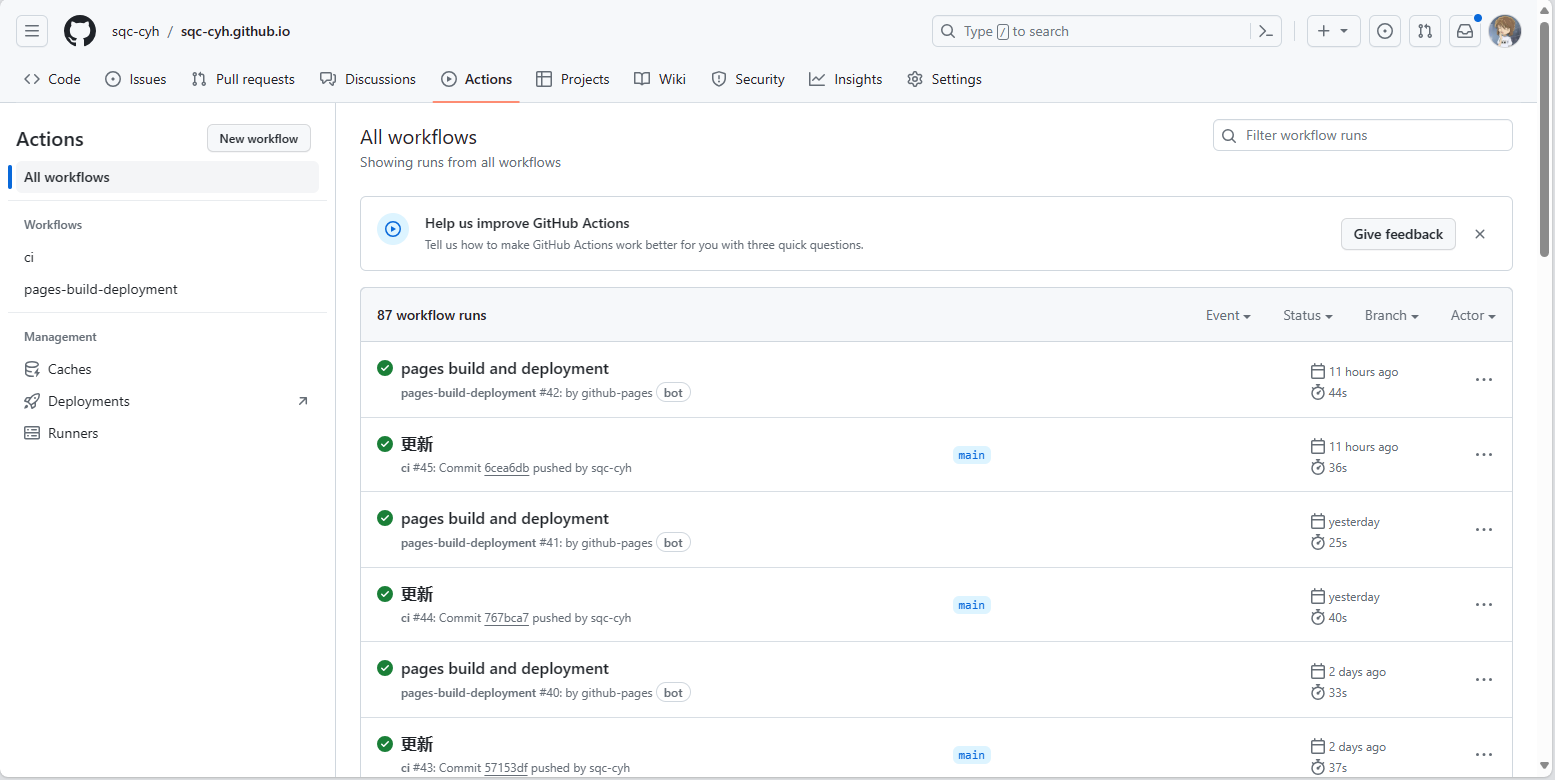 sqc-cyh / sqc-cyh.github.io
Type / to search
Code Issues Pull requests Discussions Actions Projects Wiki Security Insights Settings
Actions
New workflow
All workflows
Workflows
ci
pages-build-deployment
Management
Caches
Deployments
Runners
All workflows
Showing runs from all workflows
Filter workflow runs
Help us improve GitHub Actions
Tell us how to make GitHub Actions work better for you with three quick questions.
Give feedback
87 workflow runs
Event Status Branch Actor
pages build and deployment
pages-build-deployment #42: by github-pages bot
11 hours ago
44s
更新
ci #45: Commit 6cea6db pushed by sqc-cyh
main
11 hours ago
36s
pages build and deployment
pages-build-deployment #41: by github-pages bot
yesterday
25s
更新
ci #44: Commit 767bca7 pushed by sqc-cyh
main
yesterday
40s
pages build and deployment
pages-build-deployment #40: by github-pages bot
2 days ago
33s
更新
ci #43: Commit 57153df pushed by sqc-cyh
main
2 days ago
37s